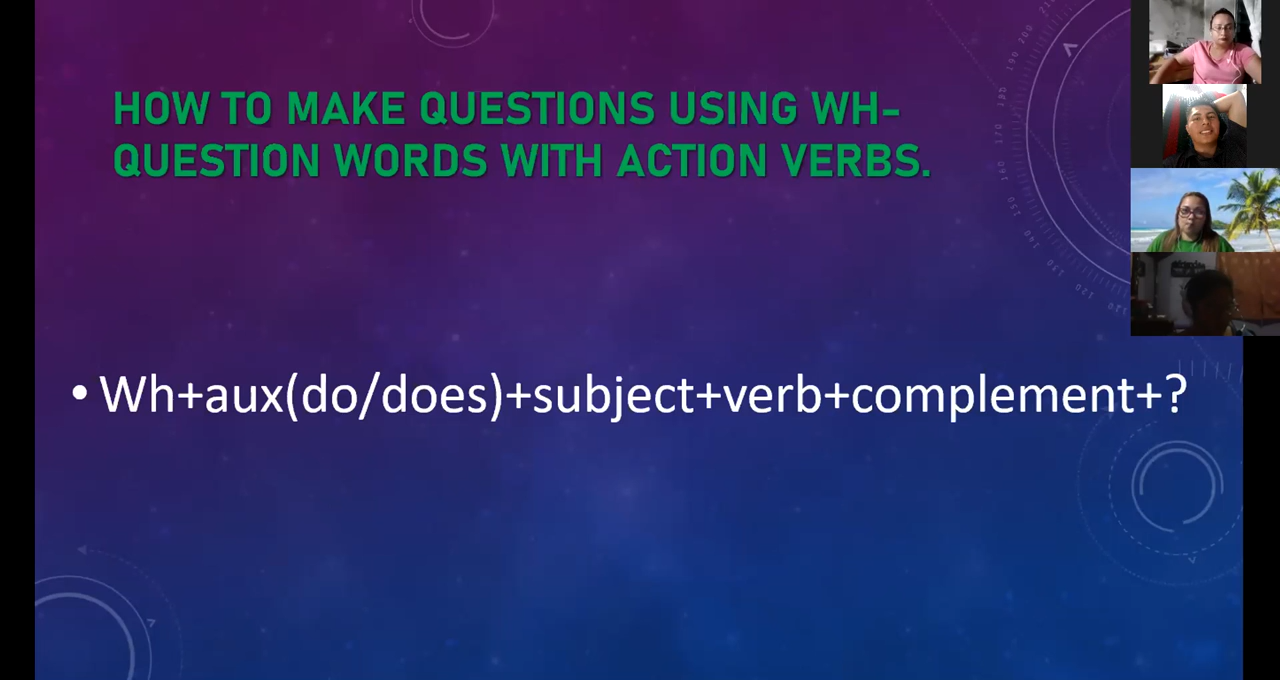 HOW TO MAKE QUESTIONS USING WH-
QUESTION WORDS WITH ACTION VERBS.
• Wh+aux(do/does)+subject+verb+complement+?